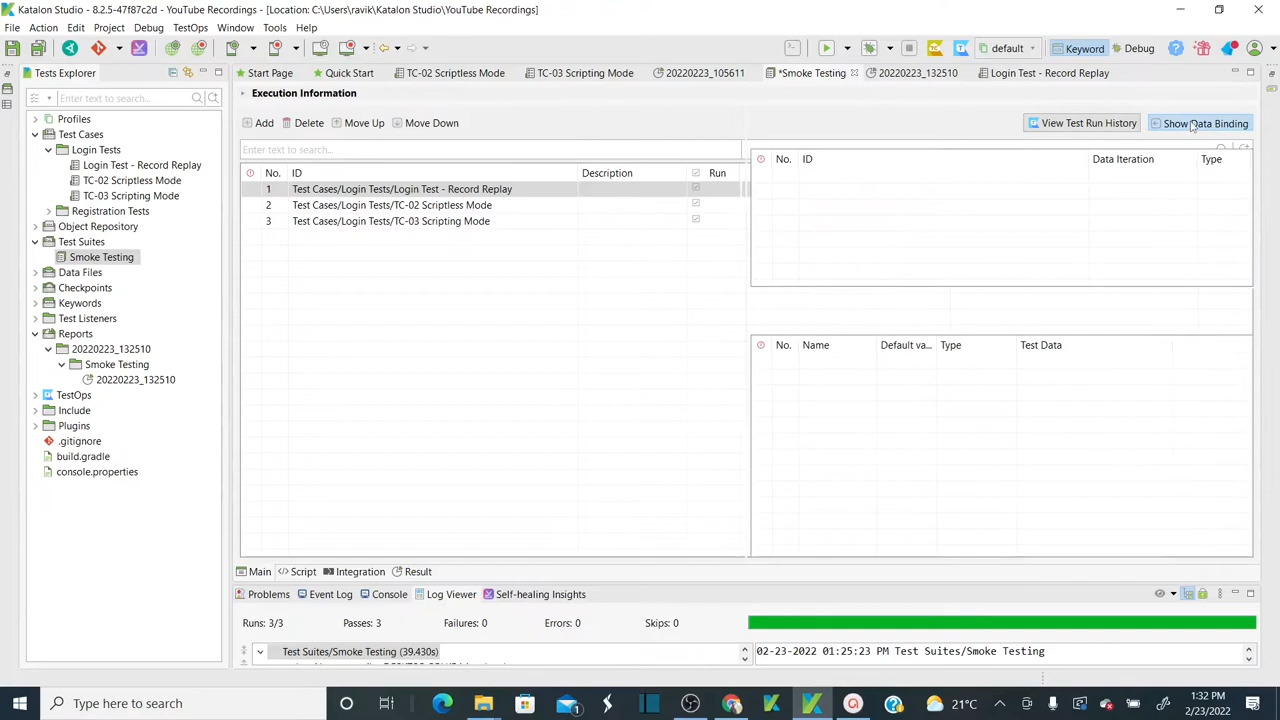 Katalon Studio - 8.2.5-47f87c2d - YouTube Recordings - [Location: C:\Users\ravik\Katalon Studio\YouTube Recordings]
File Action Edit Project Debug TestOps Window Tools Help
default Keyword Debug
Tests Explorer
Start Page Quick Start TC-02 Scriptless Mode TC-03 Scripting Mode 20220223_105611 *Smoke Testing 20220223_132510 Login Test - Record Replay
Enter text to search...
Profiles
Test Cases
Login Tests
Login Test - Record Replay
TC-02 Scriptless Mode
TC-03 Scripting Mode
Registration Tests
Object Repository
Test Suites
Smoke Testing
Data Files
Checkpoints
Keywords
Test Listeners
Reports
20220223_132510
Smoke Testing
20220223_132510
TestOps
Include
Plugins
.gitignore
build.gradle
console.properties
Execution Information
Add Delete Move Up Move Down View Test Run History Show Data Binding
Enter text to search...
No. ID Description Run
1 Test Cases/Login Tests/Login Test - Record Replay
2 Test Cases/Login Tests/TC-02 Scriptless Mode
3 Test Cases/Login Tests/TC-03 Scripting Mode
No. ID Data Iteration Type
No. Name Default va... Type Test Data
Main Script Integration Result
Problems Event Log Console Log Viewer Self-healing Insights
Runs: 3/3 Passes: 3 Failures: 0 Errors: 0 Skips: 0
Test Suites/Smoke Testing (39.430s)
02-23-2022 01:25:23 PM Test Suites/Smoke Testing
Type here to search
21°C
1:32 PM
2/23/2022